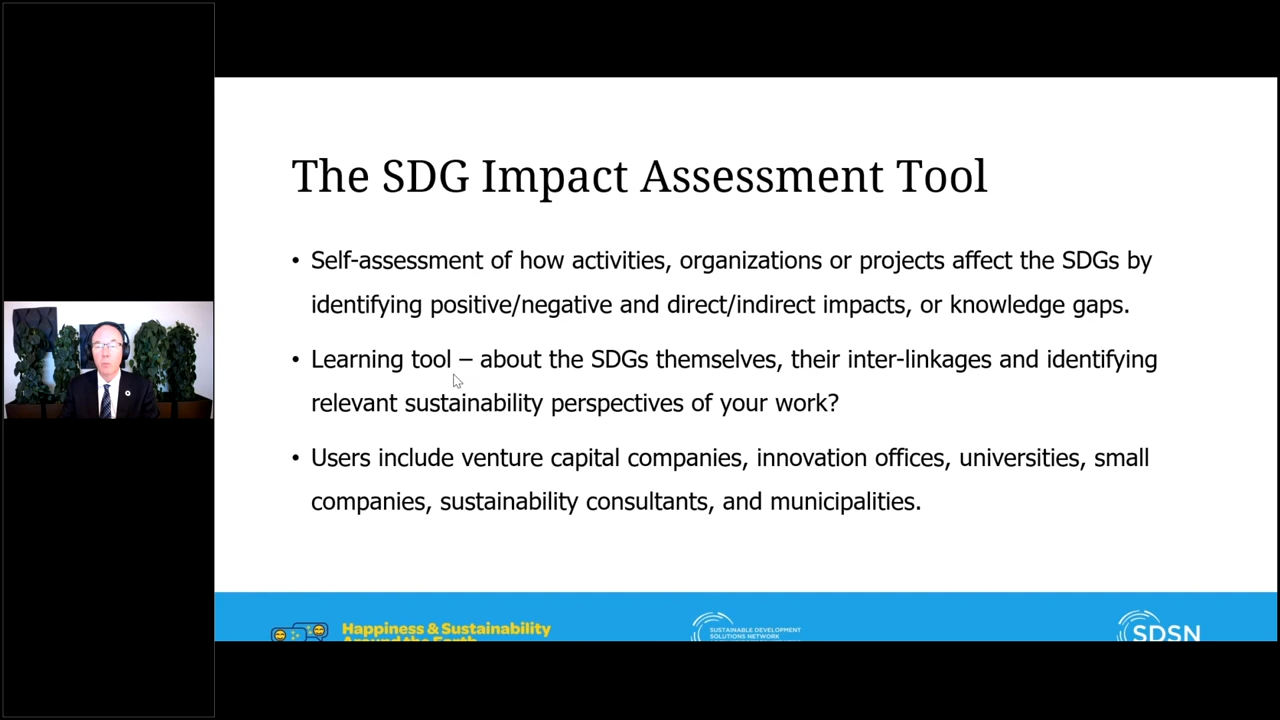 The SDG Impact Assessment Tool
• Self-assessment of how activities, organizations or projects affect the SDGs by
identifying positive/negative and direct/indirect impacts, or knowledge gaps.
• Learning tool – about the SDGs themselves, their inter-linkages and identifying
relevant sustainability perspectives of your work?
• Users include venture capital companies, innovation offices, universities, small
companies, sustainability consultants, and municipalities.
Happiness & Sustainability
Around the Earth
SUSTAINABLE DEVELOPMENT
SOLUTIONS NETWORK
SDSN